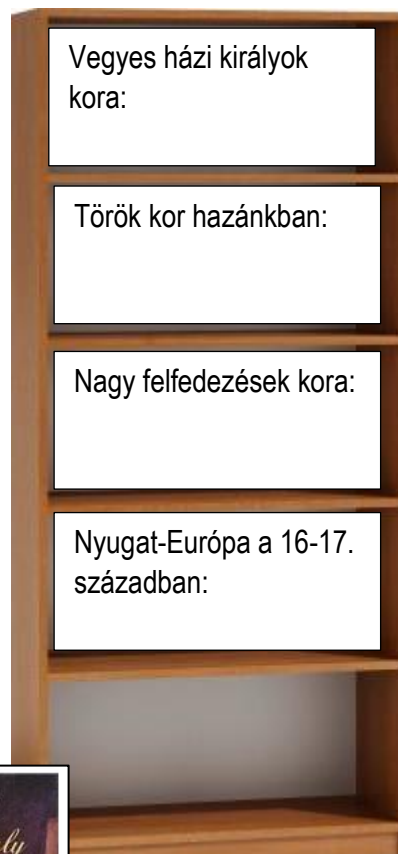 Vegyes házi királyok
kora:
Török kor hazánkban:
Nagy felfedezések kora:
Nyugat-Európa a 16-17.
században: